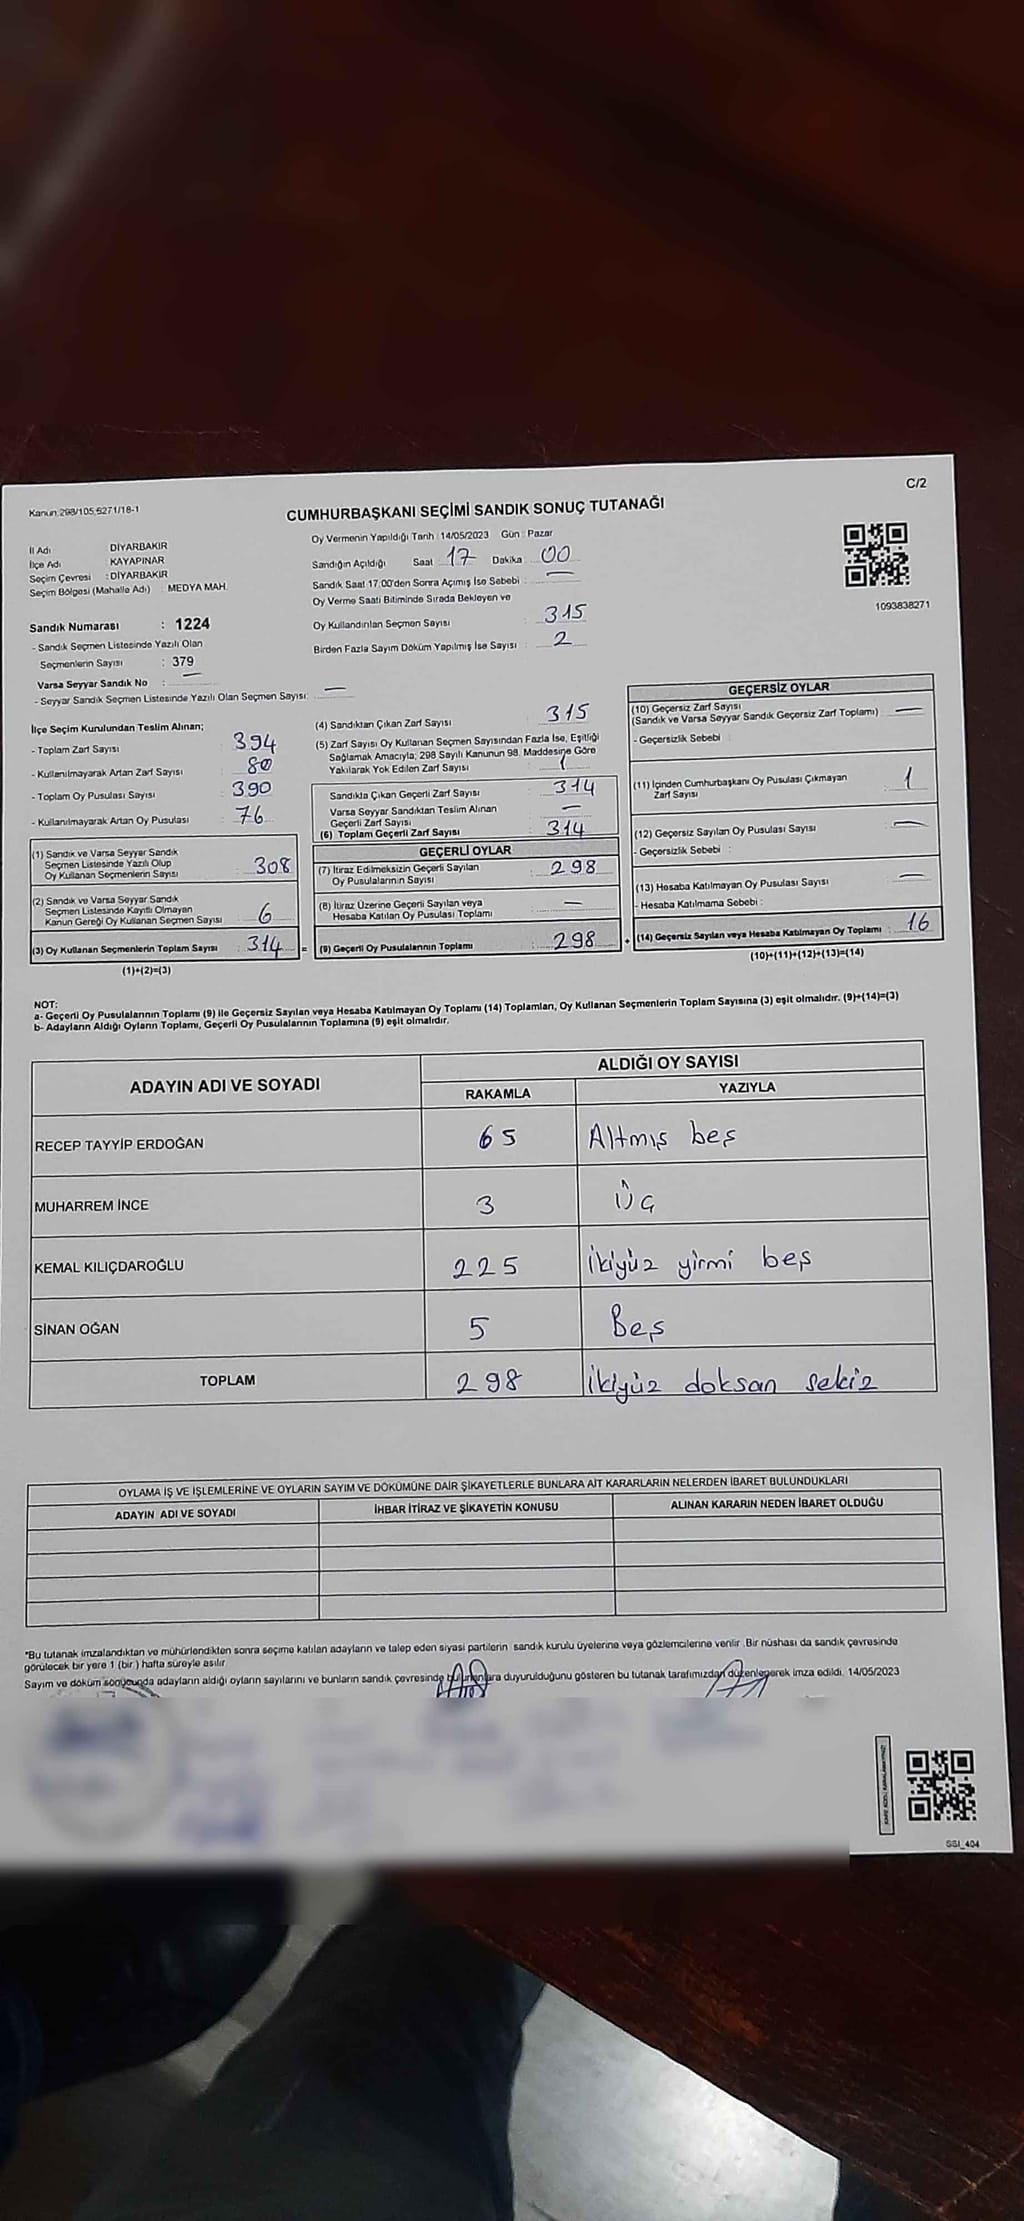 C/2
Kanun:298/105,6271/18-1
CUMHURBAŞKANI SEÇİMİ SANDIK SONUÇ TUTANAĞI
İl Adı DİYARBAKIR
İlçe Adı KAYAPINAR
Seçim Çevresi : DİYARBAKIR
Seçim Bölgesi (Mahalle Adı) MEDYA MAH.
Sandık Numarası : 1224
- Sandık Seçmen Listesinde Yazılı Olan
Seçmenlerin Sayısı : 379
Varsa Seyyar Sandık No : —
- Seyyar Sandık Seçmen Listesinde Yazılı Olan Seçmen Sayısı: —
Oy Vermenin Yapıldığı Tarih : 14/05/2023 Gün : Pazar
Sandığın Açıldığı Saat 17 Dakika 00
Sandık Saat 17.00'den Sonra Açımış İse Sebebi : —
Oy Verme Saati Bitiminde Sırada Bekleyen ve
Oy Kullandırılan Seçmen Sayısı : 315
Birden Fazla Sayım Döküm Yapılmış İse Sayısı : 2
1093838271
İlçe Seçim Kurulundan Teslim Alınan;
- Toplam Zarf Sayısı : 394
- Kullanılmayarak Artan Zarf Sayısı : 80
- Toplam Oy Pusulası Sayısı : 390
- Kullanılmayarak Artan Oy Pusulası : 76
(1) Sandık ve Varsa Seyyar Sandık
Seçmen Listesinde Yazılı Olup
Oy Kullanan Seçmenlerin Sayısı : 308
(2) Sandık ve Varsa Seyyar Sandık
Seçmen Listesinde Kayıtlı Olmayan
Kanun Gereği Oy Kullanan Seçmen Sayısı : 6
(3) Oy Kullanan Seçmenlerin Toplam Sayısı : 314 =
(1)+(2)=(3)
(4) Sandıktan Çıkan Zarf Sayısı : 315
(5) Zarf Sayısı Oy Kullanan Seçmen Sayısından Fazla İse, Eşitliği
Sağlamak Amacıyla; 298 Sayılı Kanunun 98. Maddesine Göre
Yakılarak Yok Edilen Zarf Sayısı : 1
Sandıkta Çıkan Geçerli Zarf Sayısı : 314
Varsa Seyyar Sandıktan Teslim Alınan
Geçerli Zarf Sayısı : —
(6) Toplam Geçerli Zarf Sayısı : 314
GEÇERLİ OYLAR
(7) İtiraz Edilmeksizin Geçerli Sayılan
Oy Pusulalarının Sayısı : 298
(8) İtiraz Üzerine Geçerli Sayılan veya
Hesaba Katılan Oy Pusulası Toplamı : —
(9) Geçerli Oy Pusulalarının Toplamı : 298 +
GEÇERSİZ OYLAR
(10) Geçersiz Zarf Sayısı
(Sandık ve Varsa Seyyar Sandık Geçersiz Zarf Toplamı) : —
- Geçersizlik Sebebi :
(11) İçinden Cumhurbaşkanı Oy Pusulası Çıkmayan
Zarf Sayısı : 1
(12) Geçersiz Sayılan Oy Pusulası Sayısı : —
- Geçersizlik Sebebi :
(13) Hesaba Katılmayan Oy Pusulası Sayısı : —
- Hesaba Katılmama Sebebi :
(14) Geçersiz Sayılan veya Hesaba Katılmayan Oy Toplamı : 16
(10)+(11)+(12)+(13)=(14)
NOT:
a- Geçerli Oy Pusulalarının Toplamı (9) ile Geçersiz Sayılan veya Hesaba Katılmayan Oy Toplamı (14) Toplamları, Oy Kullanan Seçmenlerin Toplam Sayısına (3) eşit olmalıdır. (9)+(14)=(3)
b- Adayların Aldığı Oyların Toplamı, Geçerli Oy Pusulalarının Toplamına (9) eşit olmalıdır.
ADAYIN ADI VE SOYADI ALDIĞI OY SAYISI
RAKAMLA YAZIYLA
RECEP TAYYİP ERDOĞAN 65 Altmış beş
MUHARREM İNCE 3 Üç
KEMAL KILIÇDAROĞLU 225 ikiyüz yirmi beş
SİNAN OĞAN 5 Beş
TOPLAM 298 ikiyüz doksan sekiz
OYLAMA İŞ VE İŞLEMLERİNE VE OYLARIN SAYIM VE DÖKÜMÜNE DAİR ŞİKAYETLERLE BUNLARA AİT KARARLARIN NELERDEN İBARET BULUNDUKLARI
ADAYIN ADI VE SOYADI İHBAR İTİRAZ VE ŞİKAYETİN KONUSU ALINAN KARARIN NEDEN İBARET OLDUĞU
*Bu tutanak imzalandıktan ve mühürlendikten sonra seçime katılan adayların ve talep eden siyasi partilerin sandık kurulu üyelerine veya gözlemcilerine verilir. Bir nüshası da sandık çevresinde
görülecek bir yere 1 (bir) hafta süreyle asılır
Sayım ve döküm sonucunda adayların aldığı oyların sayılarını ve bunların sandık çevresinde bulunanlara duyurulduğunu gösteren bu tutanak tarafımızdan düzenlenerek imza edildi. 14/05/2023
SSI_404